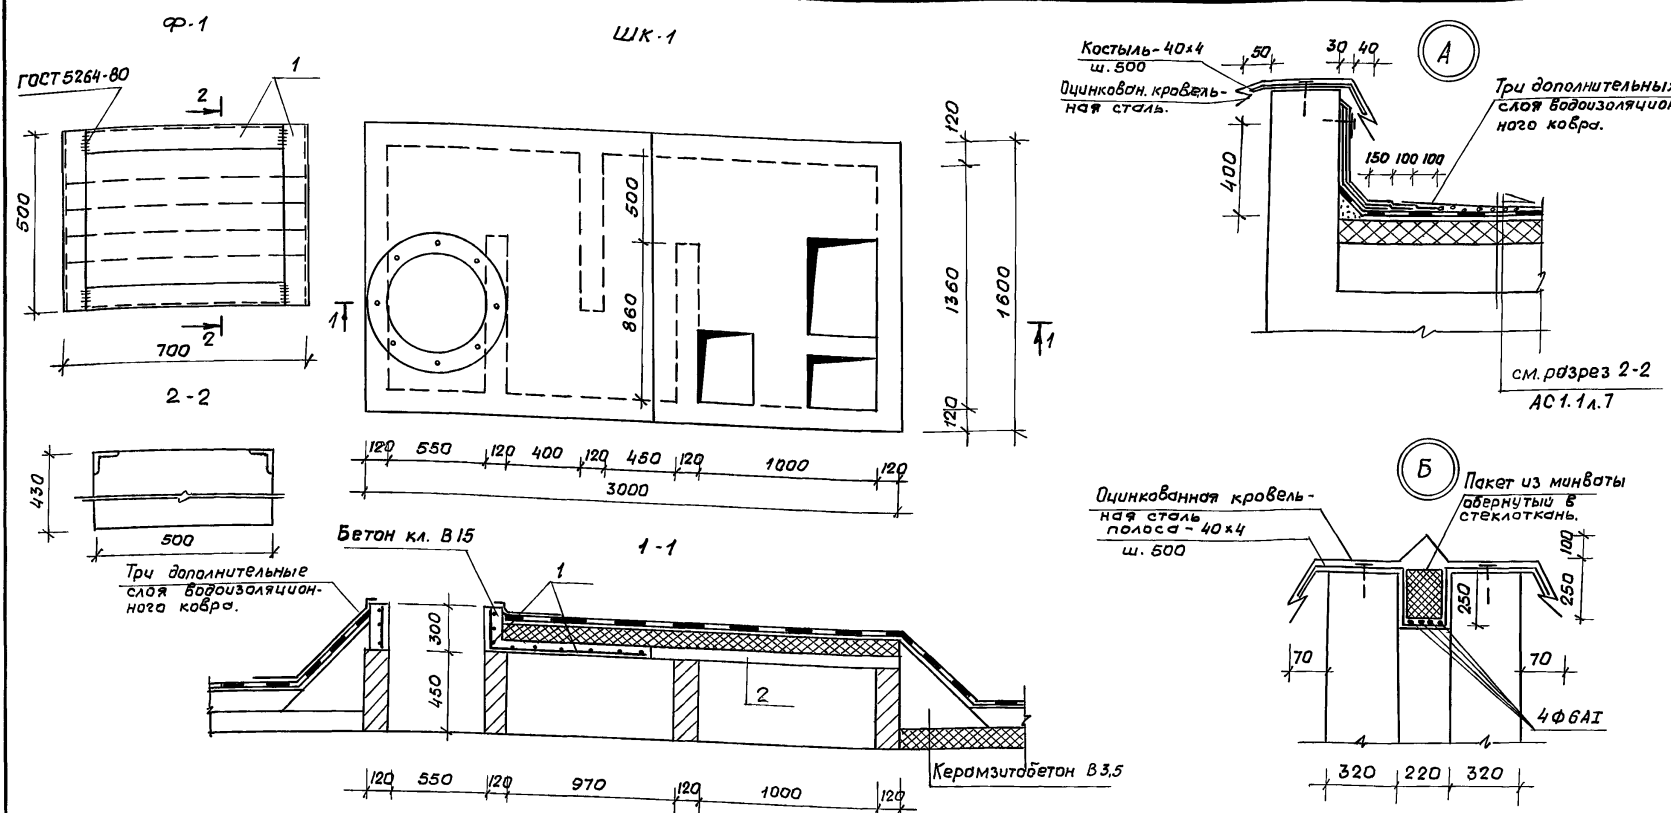 Ф-1
ГОСТ 5264-80
1
2
2
500
700
2-2
430
500
ШК-1
500
860
1
1
120
1360
120
1600
120
550
120
400
120
450
120
1000
120
3000
1-1
Бетон кл. В15
Три дополнительные
слоя водоизоляцион-
ного ковра.
1
2
300
450
Керамзитобетон В3,5
120
550
120
970
120
1000
120
А
Костыль-40х4
ш. 500
Оцинкован. кровель-
ная сталь.
50
30
40
400
150 100 100
Три дополнительных
слоя водоизоляцион
ного ковра.
см. разрез 2-2
АС1.1л.7
Б
Оцинкованная кровель-
ная сталь
полоса - 40х4
ш. 500
Пакет из минваты
обернутый в
стеклоткань.
100
250
250
70
70
4Ф6АI
320
220
320